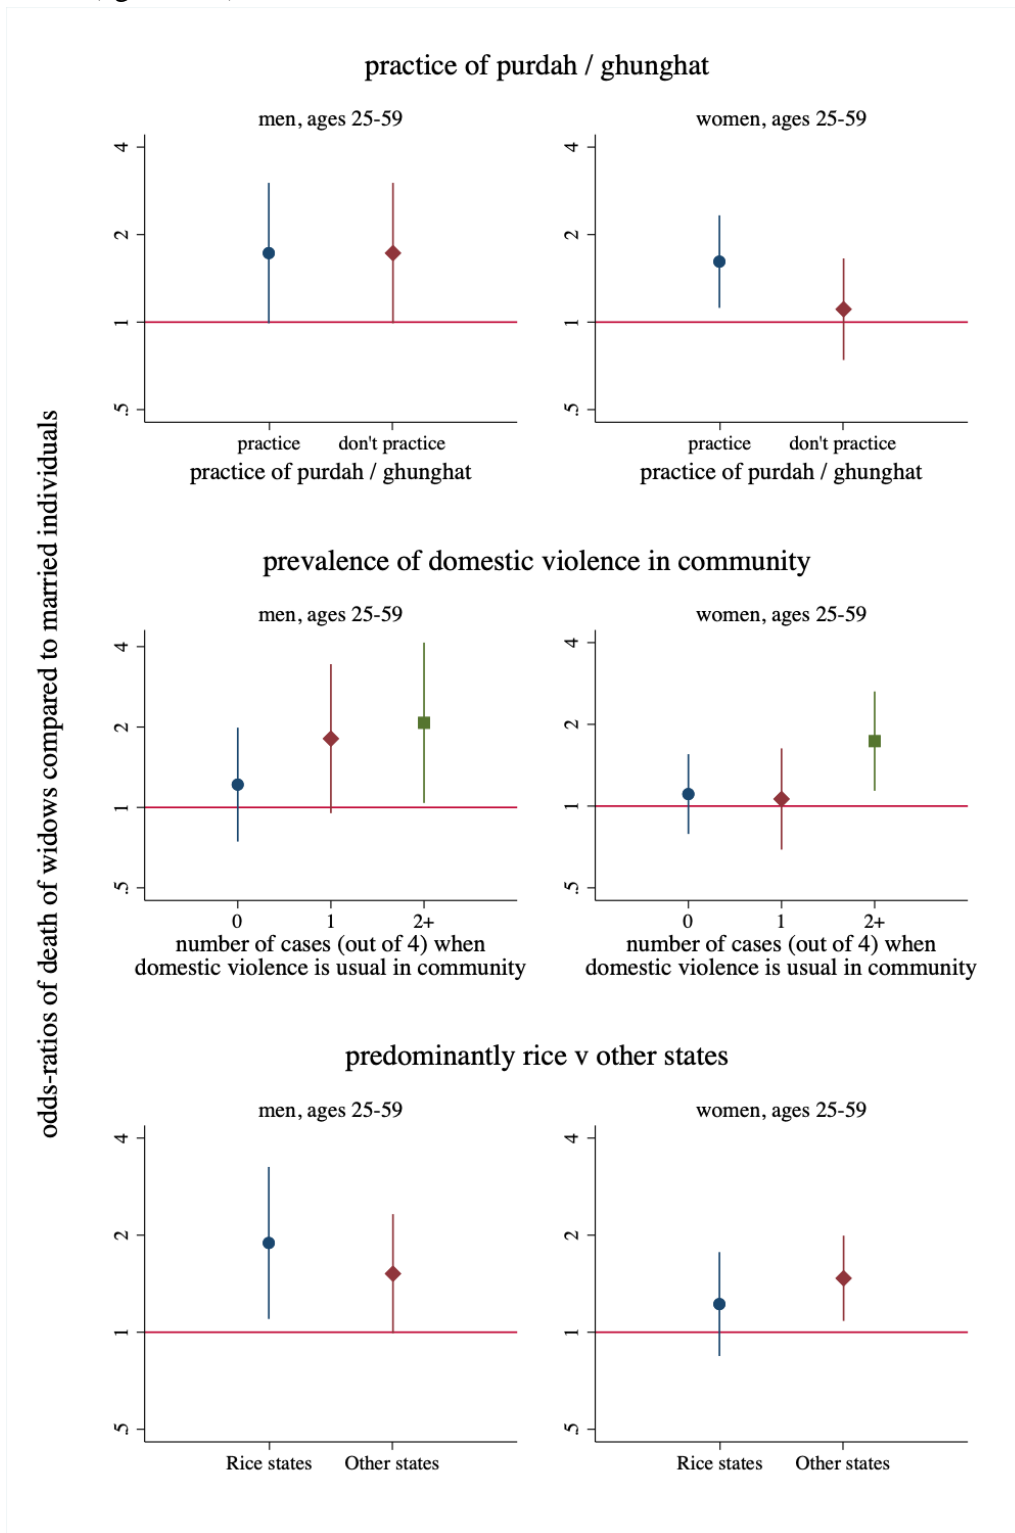 practice of purdah / ghunghat
men, ages 25-59
women, ages 25-59
4
2
1
.5
practice don't practice
practice of purdah / ghunghat
4
2
1
.5
practice don't practice
practice of purdah / ghunghat
odds-ratios of death of widows compared to married individuals
prevalence of domestic violence in community
men, ages 25-59
women, ages 25-59
4
2
1
.5
0 1 2+
number of cases (out of 4) when
domestic violence is usual in community
4
2
1
.5
0 1 2+
number of cases (out of 4) when
domestic violence is usual in community
predominantly rice v other states
men, ages 25-59
women, ages 25-59
4
2
1
.5
Rice states Other states
4
2
1
.5
Rice states Other states